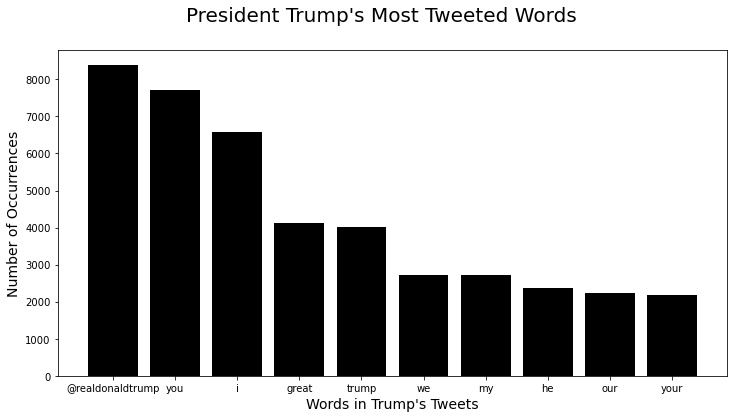 President Trump's Most Tweeted Words
Number of Occurrences
8000
7000
6000
5000
4000
3000
2000
1000
0
@realdonaldtrump you i great trump we my he our your
Words in Trump's Tweets